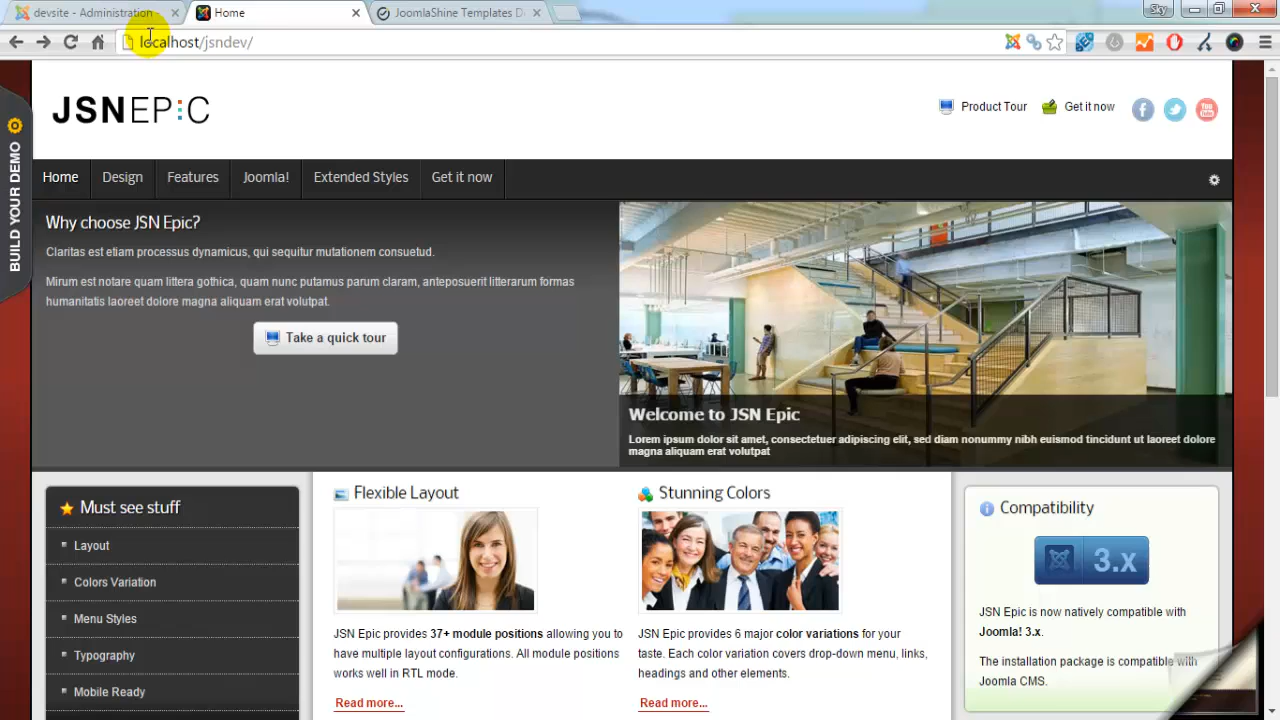 devsite - Administration
Home
JoomlaShine Templates D
Sky
localhost/jsndev/
JSNEPIC
Product Tour
Get it now
You Tube
BUILD YOUR DEMO
Home
Design
Features
Joomla!
Extended Styles
Get it now
Why choose JSN Epic?
Claritas est etiam processus dynamicus, qui sequitur mutationem consuetud.
Mirum est notare quam littera gothica, quam nunc putamus parum claram, anteposuerit litterarum formas
humanitatis laoreet dolore magna aliquam erat volutpat.
Take a quick tour
Welcome to JSN Epic
Lorem ipsum dolor sit amet, consectetuer adipiscing elit, sed diam nonummy nibh euismod tincidunt ut laoreet dolore
magna aliquam erat volutpat
Must see stuff
Layout
Colors Variation
Menu Styles
Typography
Mobile Ready
Flexible Layout
JSN Epic provides 37+ module positions allowing you to
have multiple layout configurations. All module positions
works well in RTL mode.
Read more...
Stunning Colors
JSN Epic provides 6 major color variations for your
taste. Each color variation covers drop-down menu, links,
headings and other elements.
Read more...
Compatibility
3.x
JSN Epic is now natively compatible with
Joomla! 3.x.
The installation package is compatible with
Joomla CMS.